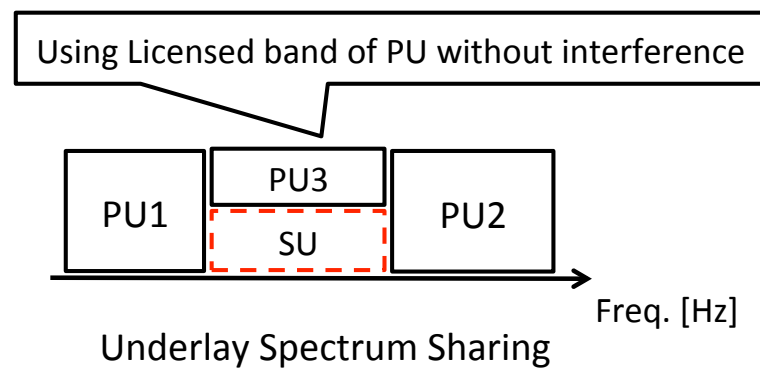 Using Licensed band of PU without interference
PU1
PU3
SU
PU2
Freq. [Hz]
Underlay Spectrum Sharing